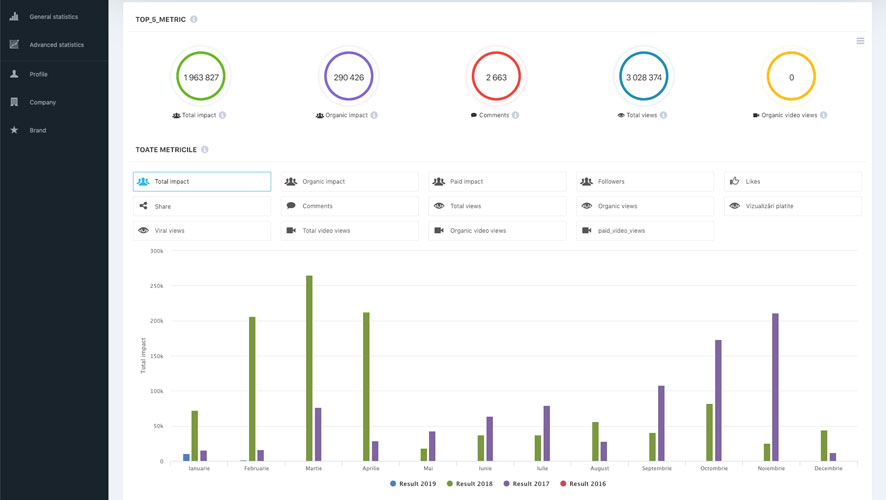 General statistics
Advanced statistics
Profile
Company
Brand
TOP_5_METRIC
1 963 827
290 426
2 663
3 028 374
0
Total impact
Organic impact
Comments
Total views
Organic video views
TOATE METRICILE
Total impact
Organic impact
Paid impact
Followers
Likes
Share
Comments
Total views
Organic views
Vizualizări platite
Viral views
Total video views
Organic video views
paid_video_views
300k
250k
200k
150k
100k
50k
0
Total impact
Ianuarie
Februarie
Martie
Aprilie
Mai
Iunie
Iulie
August
Septembrie
Octombrie
Noiembrie
Decembrie
Result 2019
Result 2018
Result 2017
Result 2016